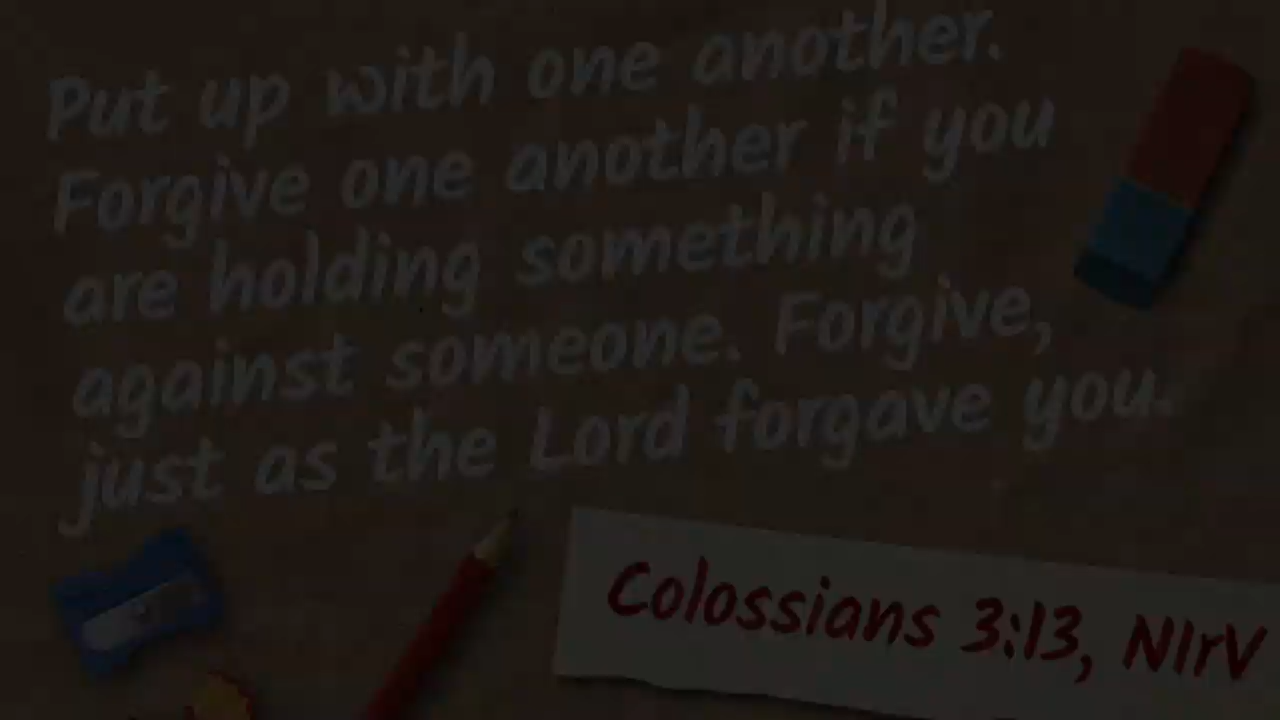 Put up with one another.
Forgive one another if you
are holding something
against someone. Forgive,
just as the Lord forgave you.
Colossians 3:13, NIrV